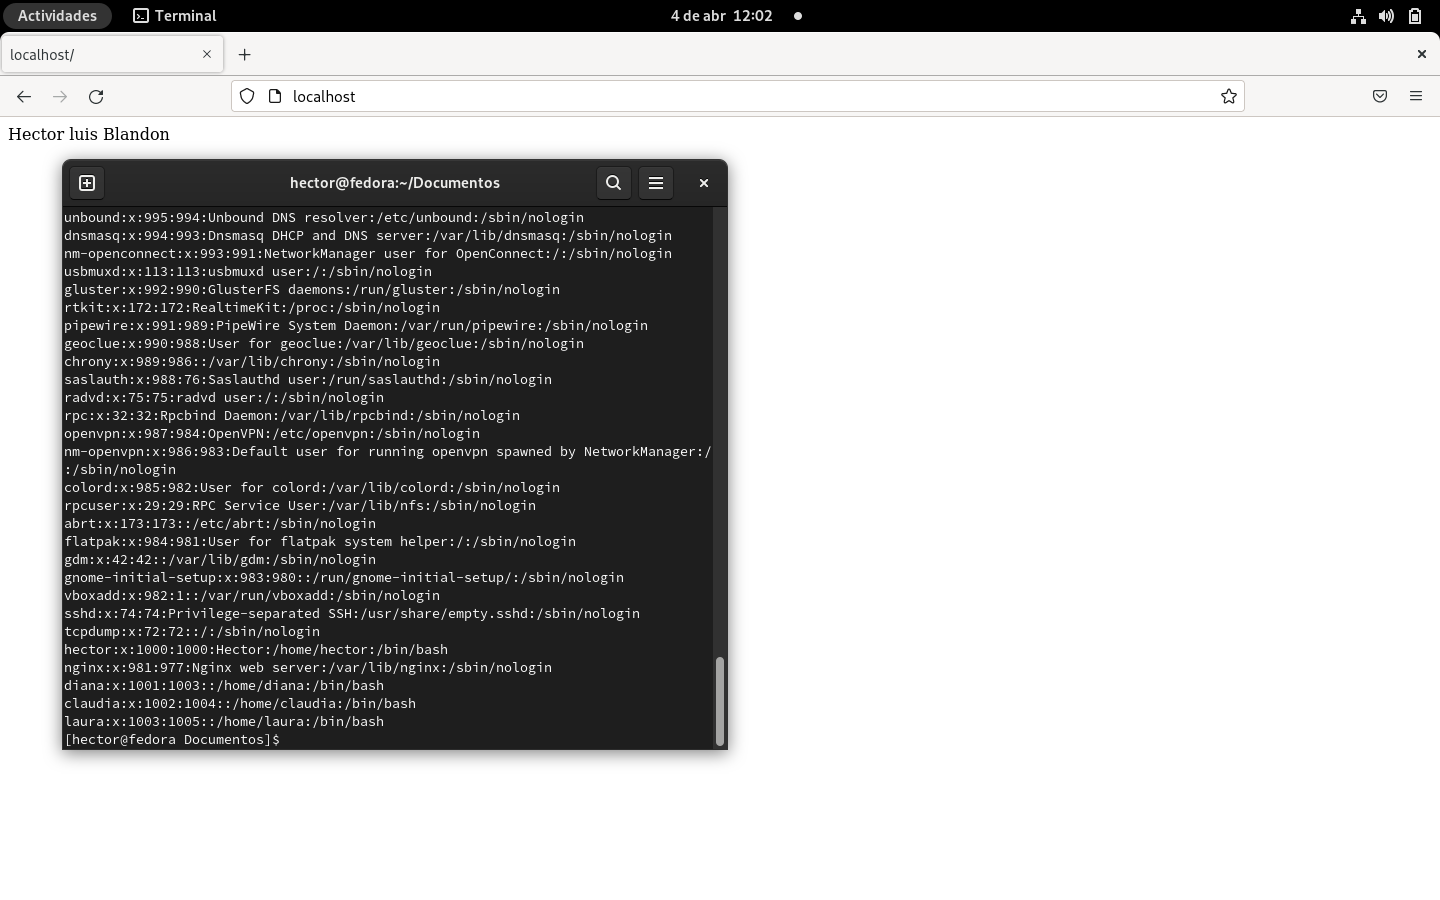 Actividades Terminal 4 de abr 12:02
localhost/
localhost
Hector luis Blandon
hector@fedora:~/Documentos
unbound:x:995:994:Unbound DNS resolver:/etc/unbound:/sbin/nologin
dnsmasq:x:994:993:Dnsmasq DHCP and DNS server:/var/lib/dnsmasq:/sbin/nologin
nm-openconnect:x:993:991:NetworkManager user for OpenConnect:/:/sbin/nologin
usbmuxd:x:113:113:usbmuxd user:/:/sbin/nologin
gluster:x:992:990:GlusterFS daemons:/run/gluster:/sbin/nologin
rtkit:x:172:172:RealtimeKit:/proc:/sbin/nologin
pipewire:x:991:989:PipeWire System Daemon:/var/run/pipewire:/sbin/nologin
geoclue:x:990:988:User for geoclue:/var/lib/geoclue:/sbin/nologin
chrony:x:989:986::/var/lib/chrony:/sbin/nologin
saslauth:x:988:76:Saslauthd user:/run/saslauthd:/sbin/nologin
radvd:x:75:75:radvd user:/:/sbin/nologin
rpc:x:32:32:Rpcbind Daemon:/var/lib/rpcbind:/sbin/nologin
openvpn:x:987:984:OpenVPN:/etc/openvpn:/sbin/nologin
nm-openvpn:x:986:983:Default user for running openvpn spawned by NetworkManager:/
:/sbin/nologin
colord:x:985:982:User for colord:/var/lib/colord:/sbin/nologin
rpcuser:x:29:29:RPC Service User:/var/lib/nfs:/sbin/nologin
abrt:x:173:173::/etc/abrt:/sbin/nologin
flatpak:x:984:981:User for flatpak system helper:/:/sbin/nologin
gdm:x:42:42::/var/lib/gdm:/sbin/nologin
gnome-initial-setup:x:983:980::/run/gnome-initial-setup/:/sbin/nologin
vboxadd:x:982:1::/var/run/vboxadd:/sbin/nologin
sshd:x:74:74:Privilege-separated SSH:/usr/share/empty.sshd:/sbin/nologin
tcpdump:x:72:72::/:/sbin/nologin
hector:x:1000:1000:Hector:/home/hector:/bin/bash
nginx:x:981:977:Nginx web server:/var/lib/nginx:/sbin/nologin
diana:x:1001:1003::/home/diana:/bin/bash
claudia:x:1002:1004::/home/claudia:/bin/bash
laura:x:1003:1005::/home/laura:/bin/bash
[hector@fedora Documentos]$